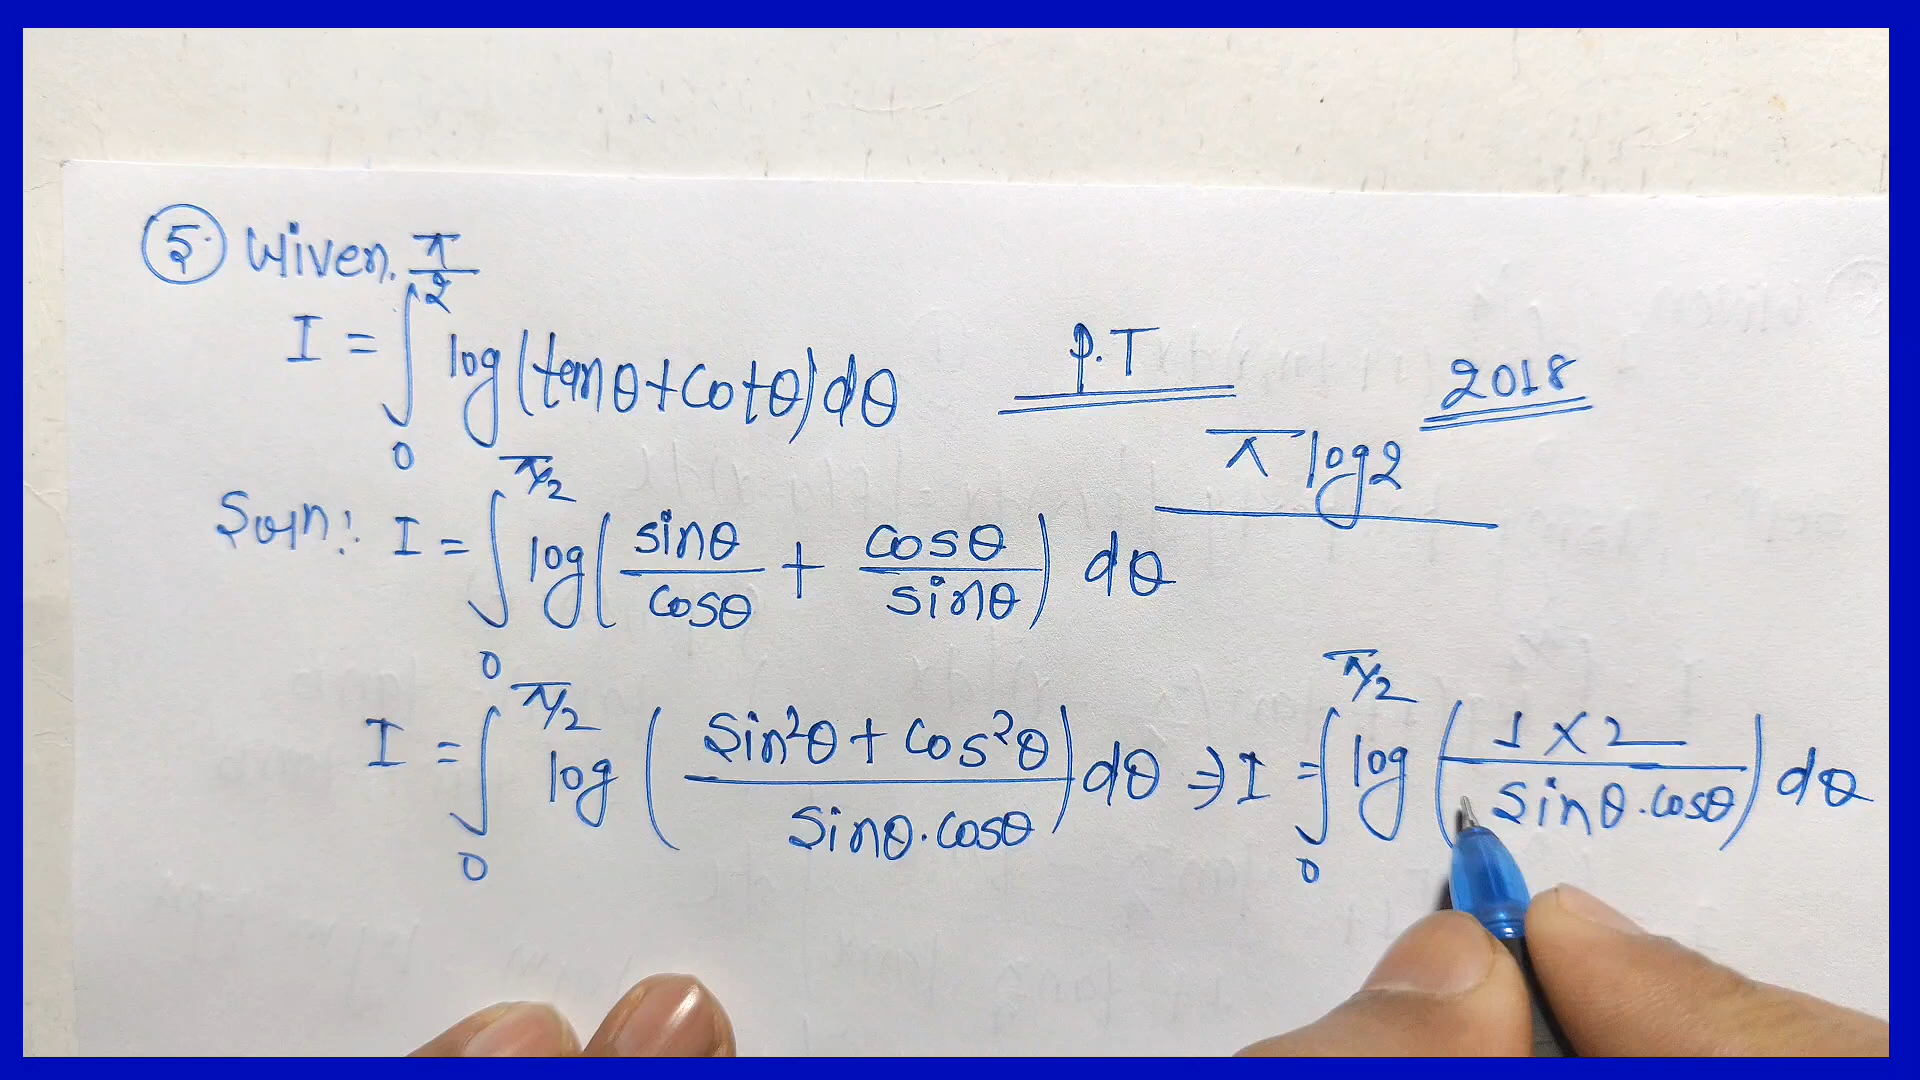 5. Given.
I = ∫₀^(π/2) log(tanθ+cotθ)dθ P.T 2018
π log2
Soln: I = ∫₀^(π/2) log(sinθ/cosθ + cosθ/sinθ) dθ
I = ∫₀^(π/2) log(sin²θ+cos²θ/sinθ.cosθ)dθ ⇒ I = ∫₀^(π/2) log(1×2/sinθ.cosθ) dθ